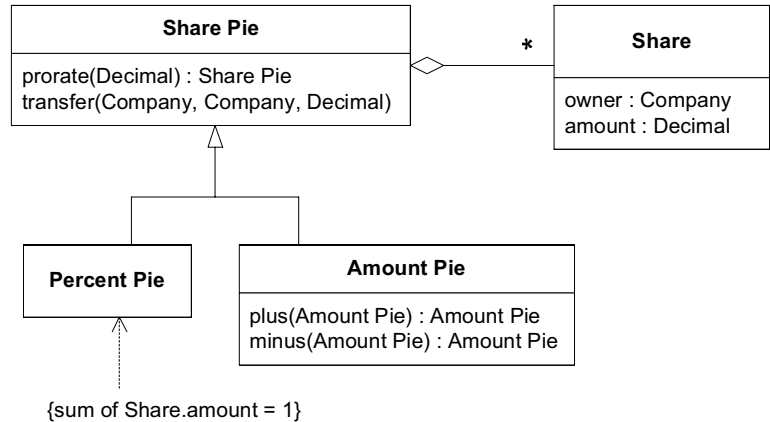 Share Pie
prorate(Decimal) : Share Pie
transfer(Company, Company, Decimal)
*
Share
owner : Company
amount : Decimal
Percent Pie
Amount Pie
plus(Amount Pie) : Amount Pie
minus(Amount Pie) : Amount Pie
{sum of Share.amount = 1}